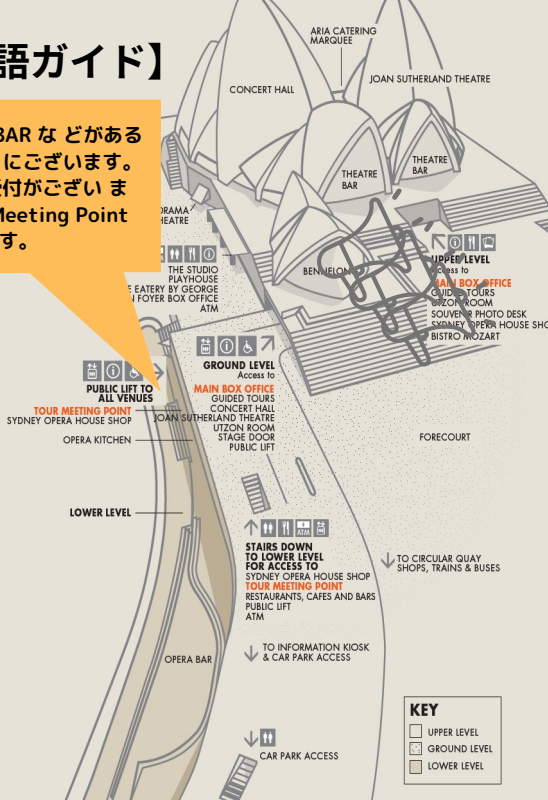 語ガイド】
BAR な どがある
にございます。
付がござい ま
Meeting Point
す。
ARIA CATERING
MARQUEE
CONCERT HALL
JOAN SUTHERLAND THEATRE
THEATRE
BAR
THEATRE
BAR
THE STUDIO
PLAYHOUSE
EATERY BY GEORGE
FOYER BOX OFFICE
ATM
UPPER LEVEL
Access to
MAIN BOX OFFICE
GUIDED TOURS
UTZON ROOM
SOUVENIR PHOTO DESK
SYDNEY OPERA HOUSE SHO
BISTRO MOZART
GROUND LEVEL
Access to
MAIN BOX OFFICE
GUIDED TOURS
CONCERT HALL
JOAN SUTHERLAND THEATRE
UTZON ROOM
STAGE DOOR
PUBLIC LIFT
PUBLIC LIFT TO
ALL VENUES
TOUR MEETING POINT
SYDNEY OPERA HOUSE SHOP
OPERA KITCHEN
FORECOURT
LOWER LEVEL
ATM
STAIRS DOWN
TO LOWER LEVEL
FOR ACCESS TO
SYDNEY OPERA HOUSE SHOP
TOUR MEETING POINT
RESTAURANTS, CAFES AND BARS
PUBLIC LIFT
ATM
TO CIRCULAR QUAY
SHOPS, TRAINS & BUSES
OPERA BAR
TO INFORMATION KIOSK
& CAR PARK ACCESS
CAR PARK ACCESS
KEY
UPPER LEVEL
GROUND LEVEL
LOWER LEVEL